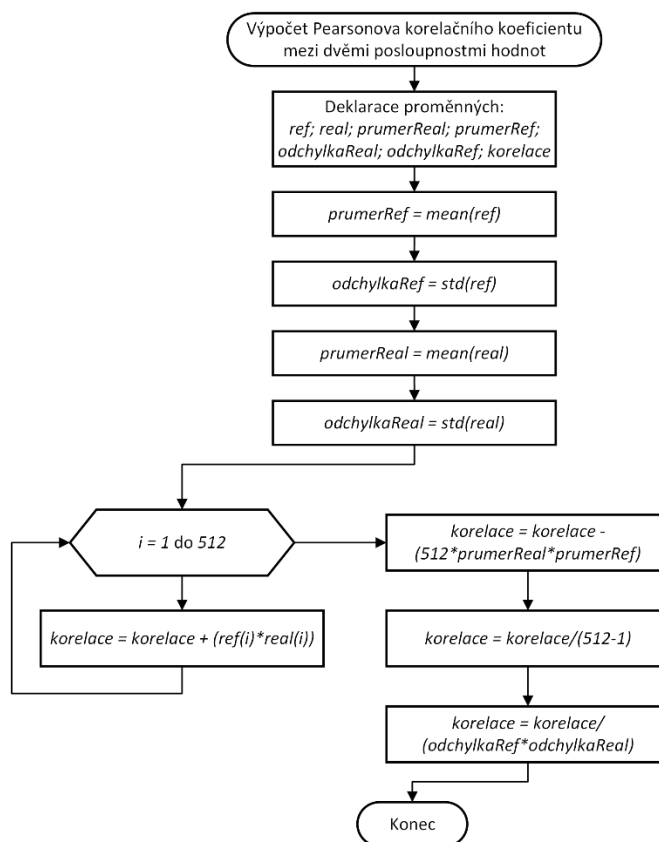 Výpočet Pearsonova korelačního koeficientu
mezi dvěmi posloupnostmi hodnot
Deklarace proměnných:
ref; real; prumerReal; prumerRef;
odchylkaReal; odchylkaRef; korelace
prumerRef = mean(ref)
odchylkaRef = std(ref)
prumerReal = mean(real)
odchylkaReal = std(real)
i = 1 do 512
korelace = korelace + (ref(i)*real(i))
korelace = korelace -
(512*prumerReal*prumerRef)
korelace = korelace/(512-1)
korelace = korelace/
(odchylkaRef*odchylkaReal)
Konec